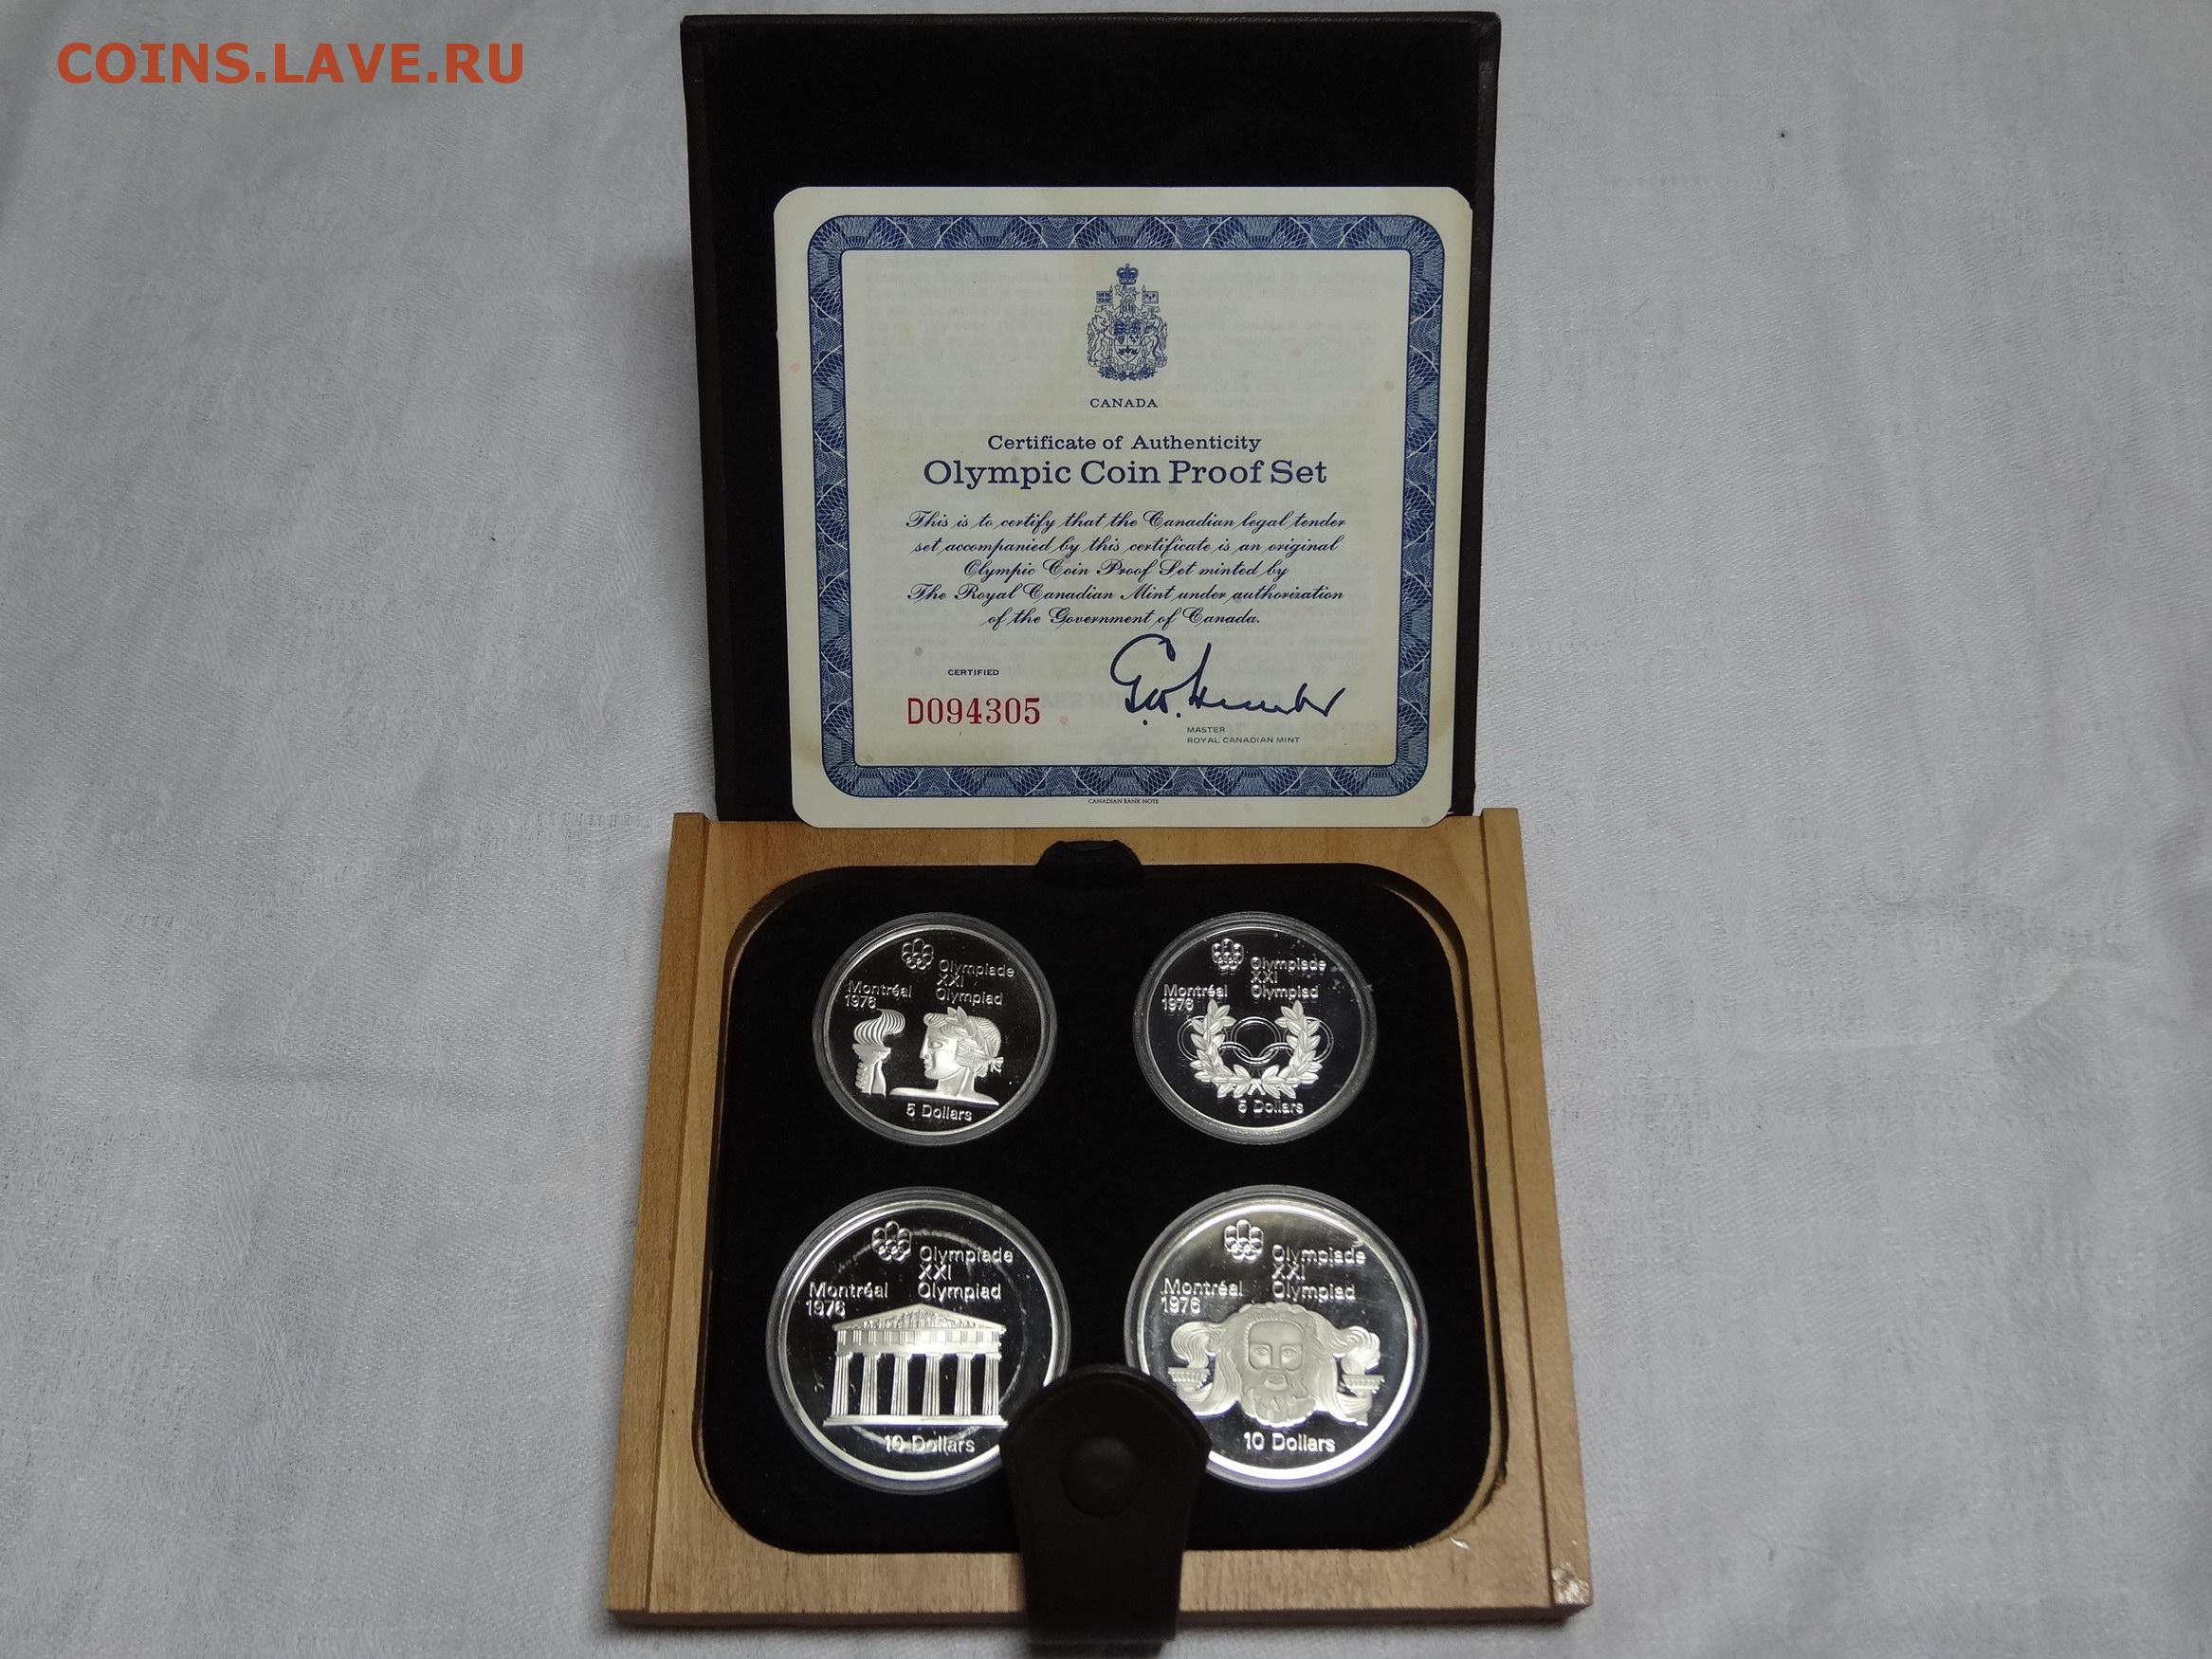 COINS.LAVE.RU
CANADA
Certificate of Authenticity
Olympic Coin Proof Set
This is to certify that the Canadian legal tender
set accompanied by this certificate is an original
Olympic Coin Proof Set minted by
The Royal Canadian Mint under authorization
of the Government of Canada.
CERTIFIED
D094305
MASTER
ROYAL CANADIAN MINT
CANADIAN BANK NOTE
Olympiade
XXI
Montréal Olympiad
1976
5 Dollars
Olympiade
XXI
Montréal Olympiad
1976
5 Dollars
Olympiade
XXI
Montréal Olympiad
1976
10 Dollars
Olympiade
XXI
Montréal Olympiad
1976
10 Dollars